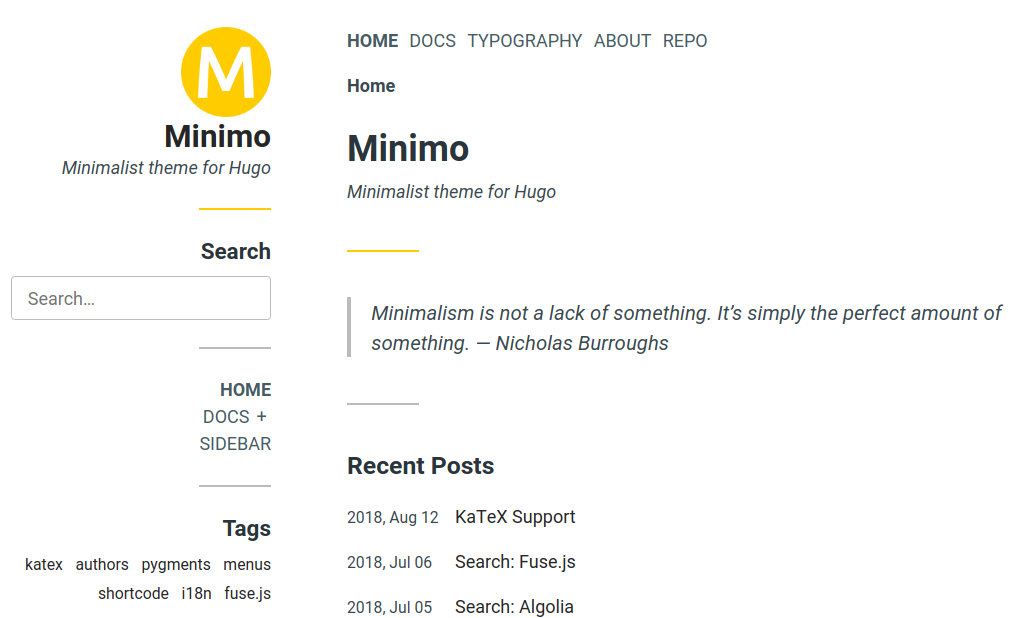 M
Minimo
Minimalist theme for Hugo
Search
Search...
HOME
DOCS +
SIDEBAR
Tags
katex authors pygments menus
shortcode i18n fuse.js
HOME DOCS TYPOGRAPHY ABOUT REPO
Home
Minimo
Minimalist theme for Hugo
Minimalism is not a lack of something. It’s simply the perfect amount of
something. — Nicholas Burroughs
Recent Posts
2018, Aug 12 KaTeX Support
2018, Jul 06 Search: Fuse.js
2018, Jul 05 Search: Algolia